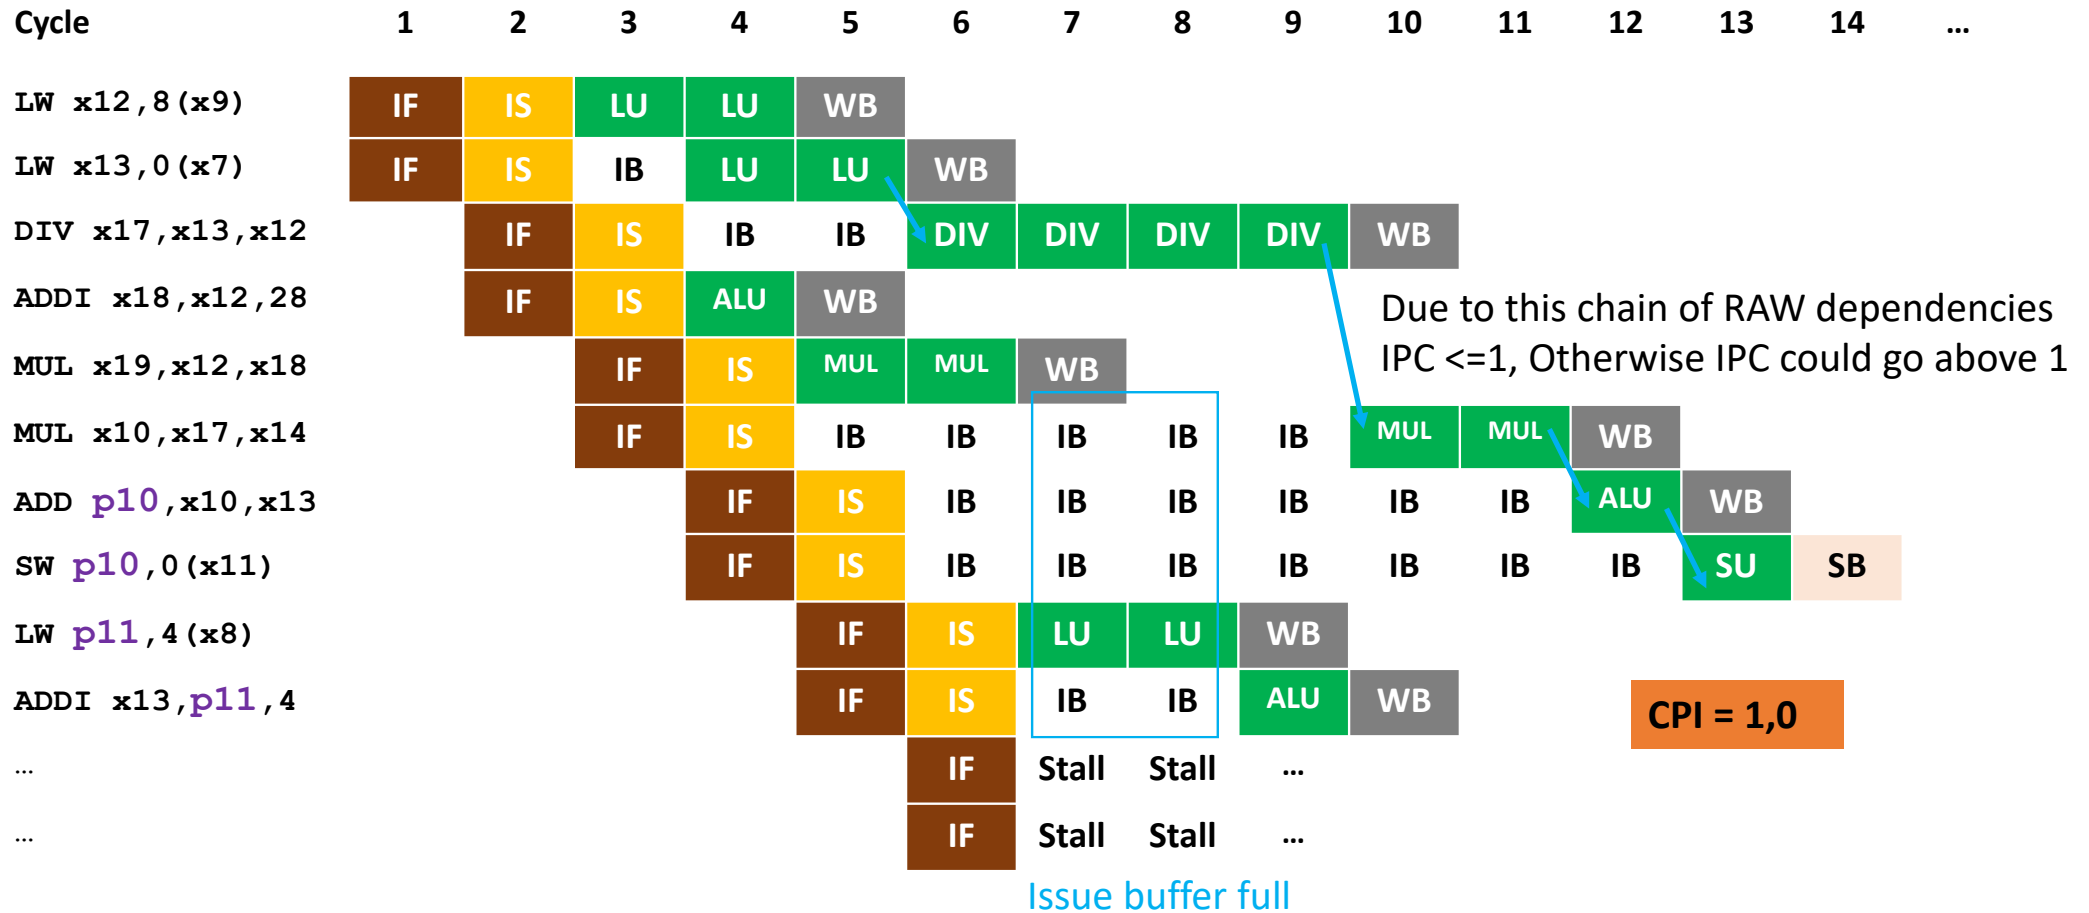 Cycle 1 2 3 4 5 6 7 8 9 10 11 12 13 14 ...
LW x12,8(x9) IF IS LU LU WB
LW x13,0(x7) IF IS IB LU LU WB
DIV x17,x13,x12 IF IS IB IB DIV DIV DIV DIV WB
ADDI x18,x12,28 IF IS ALU WB
Due to this chain of RAW dependencies
MUL x19,x12,x18 IF IS MUL MUL WB
IPC <=1, Otherwise IPC could go above 1
MUL x10,x17,x14 IF IS IB IB IB IB IB MUL MUL WB
ADD p10,x10,x13 IF IS IB IB IB IB IB IB ALU WB
SW p10,0(x11) IF IS IB IB IB IB IB IB IB SU SB
LW p11,4(x8) IF IS LU LU WB
ADDI x13,p11,4 IF IS IB IB ALU WB
CPI = 1,0
... IF Stall Stall ...
... IF Stall Stall ...
Issue buffer full